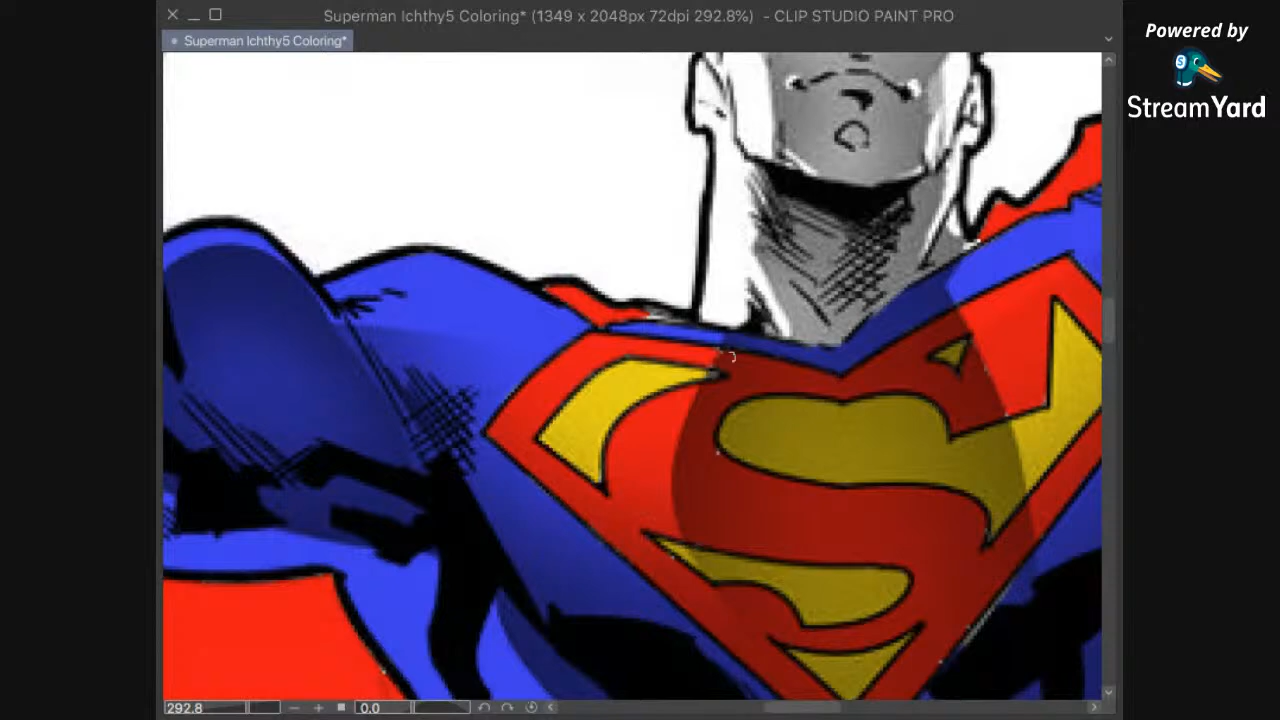 Superman Ichthy5 Coloring* (1349 x 2048px 72dpi 292.8%) - CLIP STUDIO PAINT PRO
Superman Ichthy5 Coloring*
Powered by
StreamYard
S
292.8
0.0